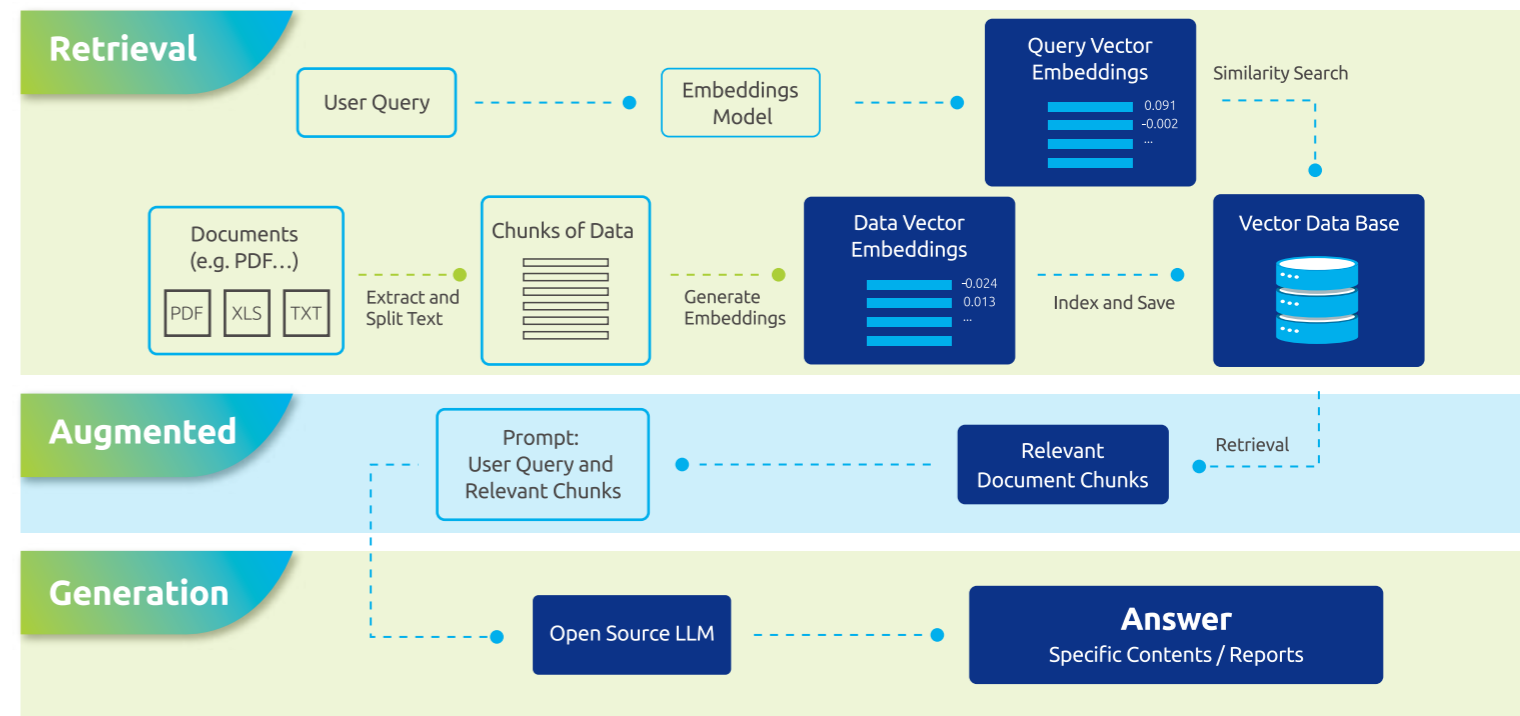 Retrieval
User Query
Embeddings
Model
Query Vector
Embeddings
0.091
-0.002
...
Similarity Search
Documents
(e.g. PDF...)
PDF
XLS
TXT
Extract and
Split Text
Chunks of Data
Generate
Embeddings
Data Vector
Embeddings
-0.024
0.013
...
Index and Save
Vector Data Base
Augmented
Prompt:
User Query and
Relevant Chunks
Relevant
Document Chunks
Retrieval
Generation
Open Source LLM
Answer
Specific Contents / Reports